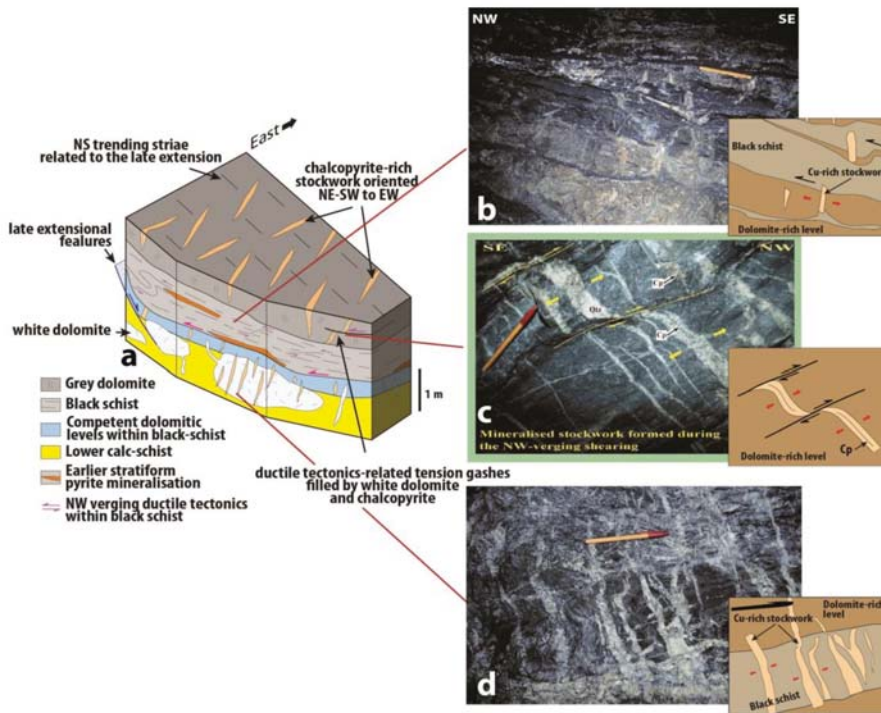 NS trending striae
related to the late extension
East
chalcopyrite-rich
stockwork oriented
NE-SW to EW
late extensional
fealures
white dolomite
a
1 m
Grey dolomite
Black schist
Competent dolomitic
levels within black-schist
Lower calc-schist
Earlier stratiform
pyrite mineralisation
NW verging ductile tectonics
within black schist
ductile tectonics-related tension gashes
filled by white dolomite
and chalcopyrite
NW
SE
b
Black schist
Cu-rich stockwork
Dolomite-rich level
SE
NW
Cp
Qtz
Cp
c
Mineralised stockwork formed during
the NW-verging shearing
Dolomite-rich level
Cp
d
Cu-rich stockwork
Dolomite-rich
level
Black schist